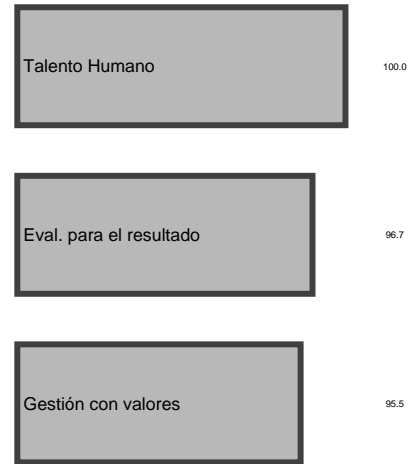 Talento Humano 100.0
Eval. para el resultado 96.7
Gestión con valores 95.5